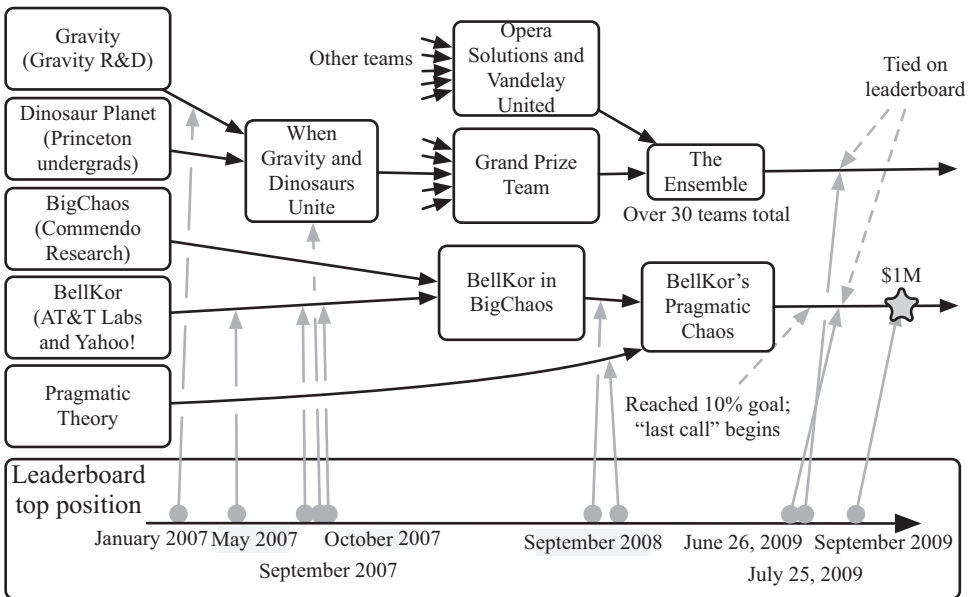 Gravity
(Gravity R&D)
Dinosaur Planet
(Princeton
undergrads)
BigChaos
(Commendo
Research)
BellKor
(AT&T Labs
and Yahoo!
Pragmatic
Theory
When
Gravity and
Dinosaurs
Unite
Other teams
Opera
Solutions and
Vandelay
United
Grand Prize
Team
The
Ensemble
Over 30 teams total
Tied on
leaderboard
BellKor in
BigChaos
BellKor's
Pragmatic
Chaos
$1M
Reached 10% goal;
“last call” begins
Leaderboard
top position
January 2007
May 2007
September 2007
October 2007
September 2008
June 26, 2009
July 25, 2009
September 2009